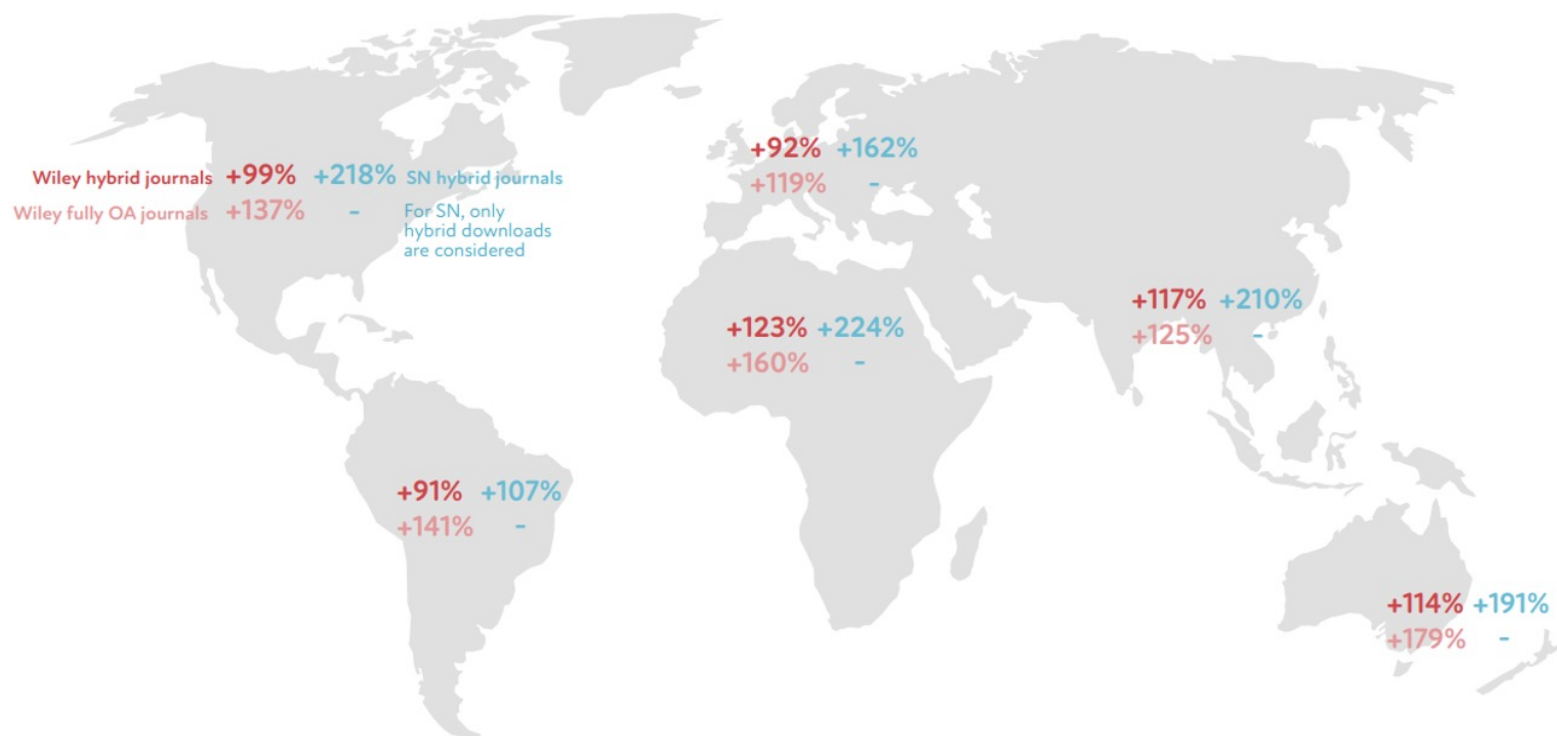 Wiley hybrid journals +99% +218% SN hybrid journals
Wiley fully OA journals +137% - For SN, only
hybrid downloads
are considered
+92% +162%
+119% -
+123% +224%
+160% -
+117% +210%
+125% -
+91% +107%
+141% -
+114% +191%
+179% -